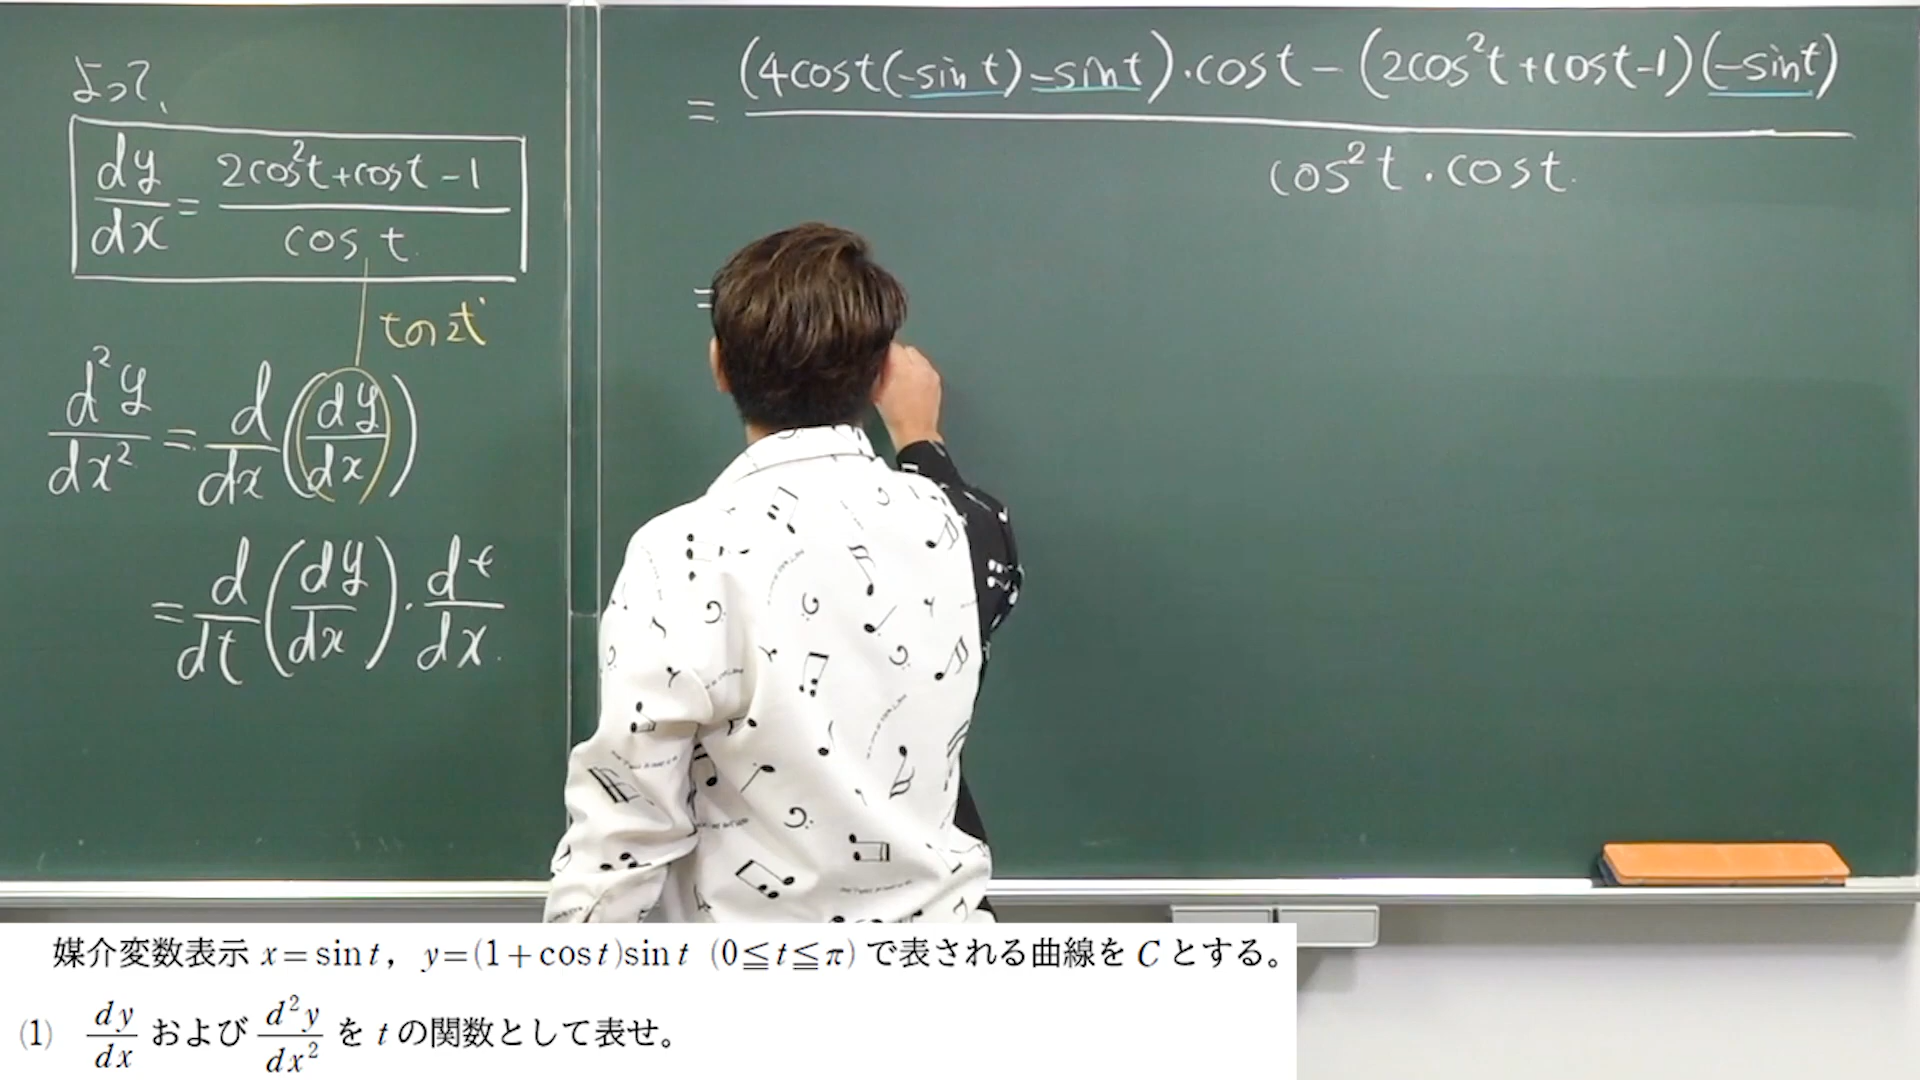 よって、
dy/dx = (2cos²t+cost-1)/(cos t)
tの式
d²y/dx² = d/dx (dy/dx)
= d/dt (dy/dx)・dt/dx
= ((4cost(-sin t)-sint)・cost-(2cos²t+cost-1)(-sint))/(cos²t・cost)
=
媒介変数表示 x=sin t, y=(1+cos t)sin t (0≦t≦π) で表される曲線を C とする。
(1) dy/dx および d²y/dx² を t の関数として表せ。